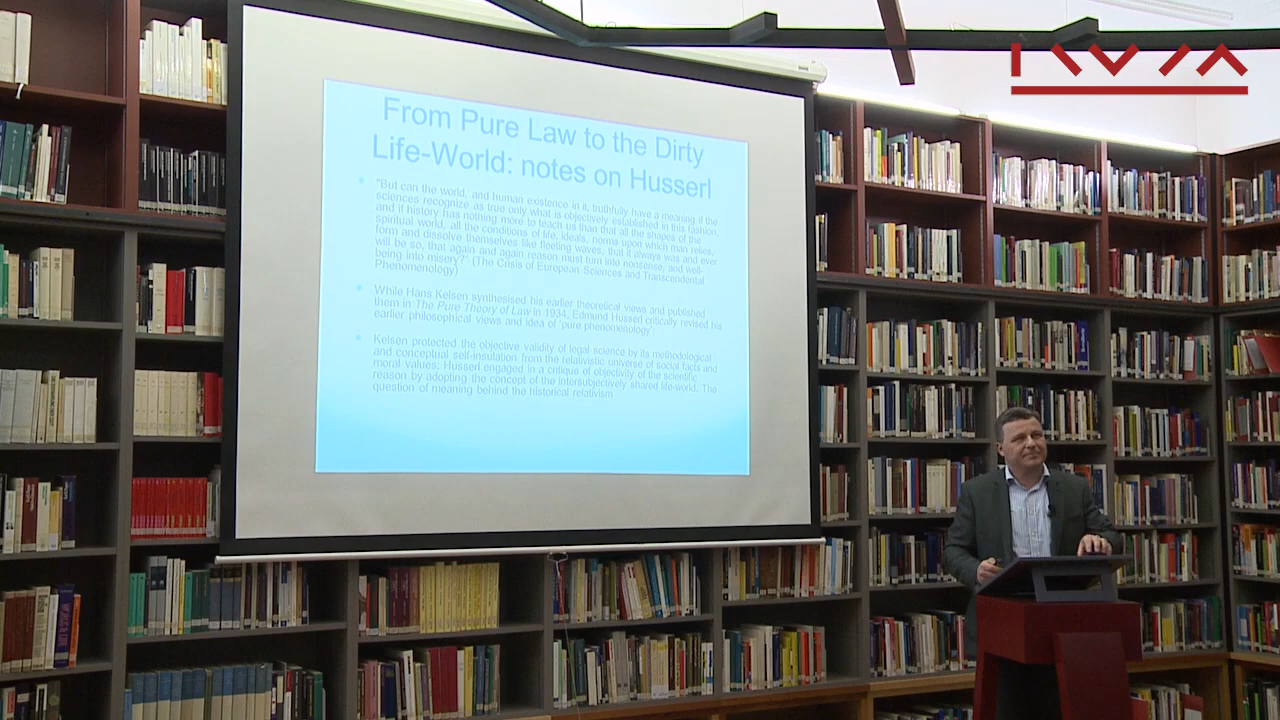 From Pure Law to the Dirty
Life-World: notes on Husserl
"But can the world, and human existence in it, truthfully have a meaning if the
sciences recognize as true only what is objectively established in this fashion,
and if history has nothing more to teach us than that all the shapes of the
spiritual world, all the conditions of life, ideals, norms upon which man relies,
form and dissolve themselves like fleeting waves, that it always was and ever
will be so, that again and again reason must turn into nonsense, and well-
being into misery?" (The Crisis of European Sciences and Transcendental
Phenomenology)
While Hans Kelsen synthesised his earlier theoretical views and published
them in The Pure Theory of Law in 1934, Edmund Husserl critically revised his
earlier philosophical views and idea of 'pure phenomenology';
Kelsen protected the objective validity of legal science by its methodological
and conceptual self-insulation from the relativistic universe of social facts and
moral values; Husserl engaged in a critique of objectivity of the scientific
reason by adopting the concept of the intersubjectively shared life-world. The
question of meaning behind the historical relativism